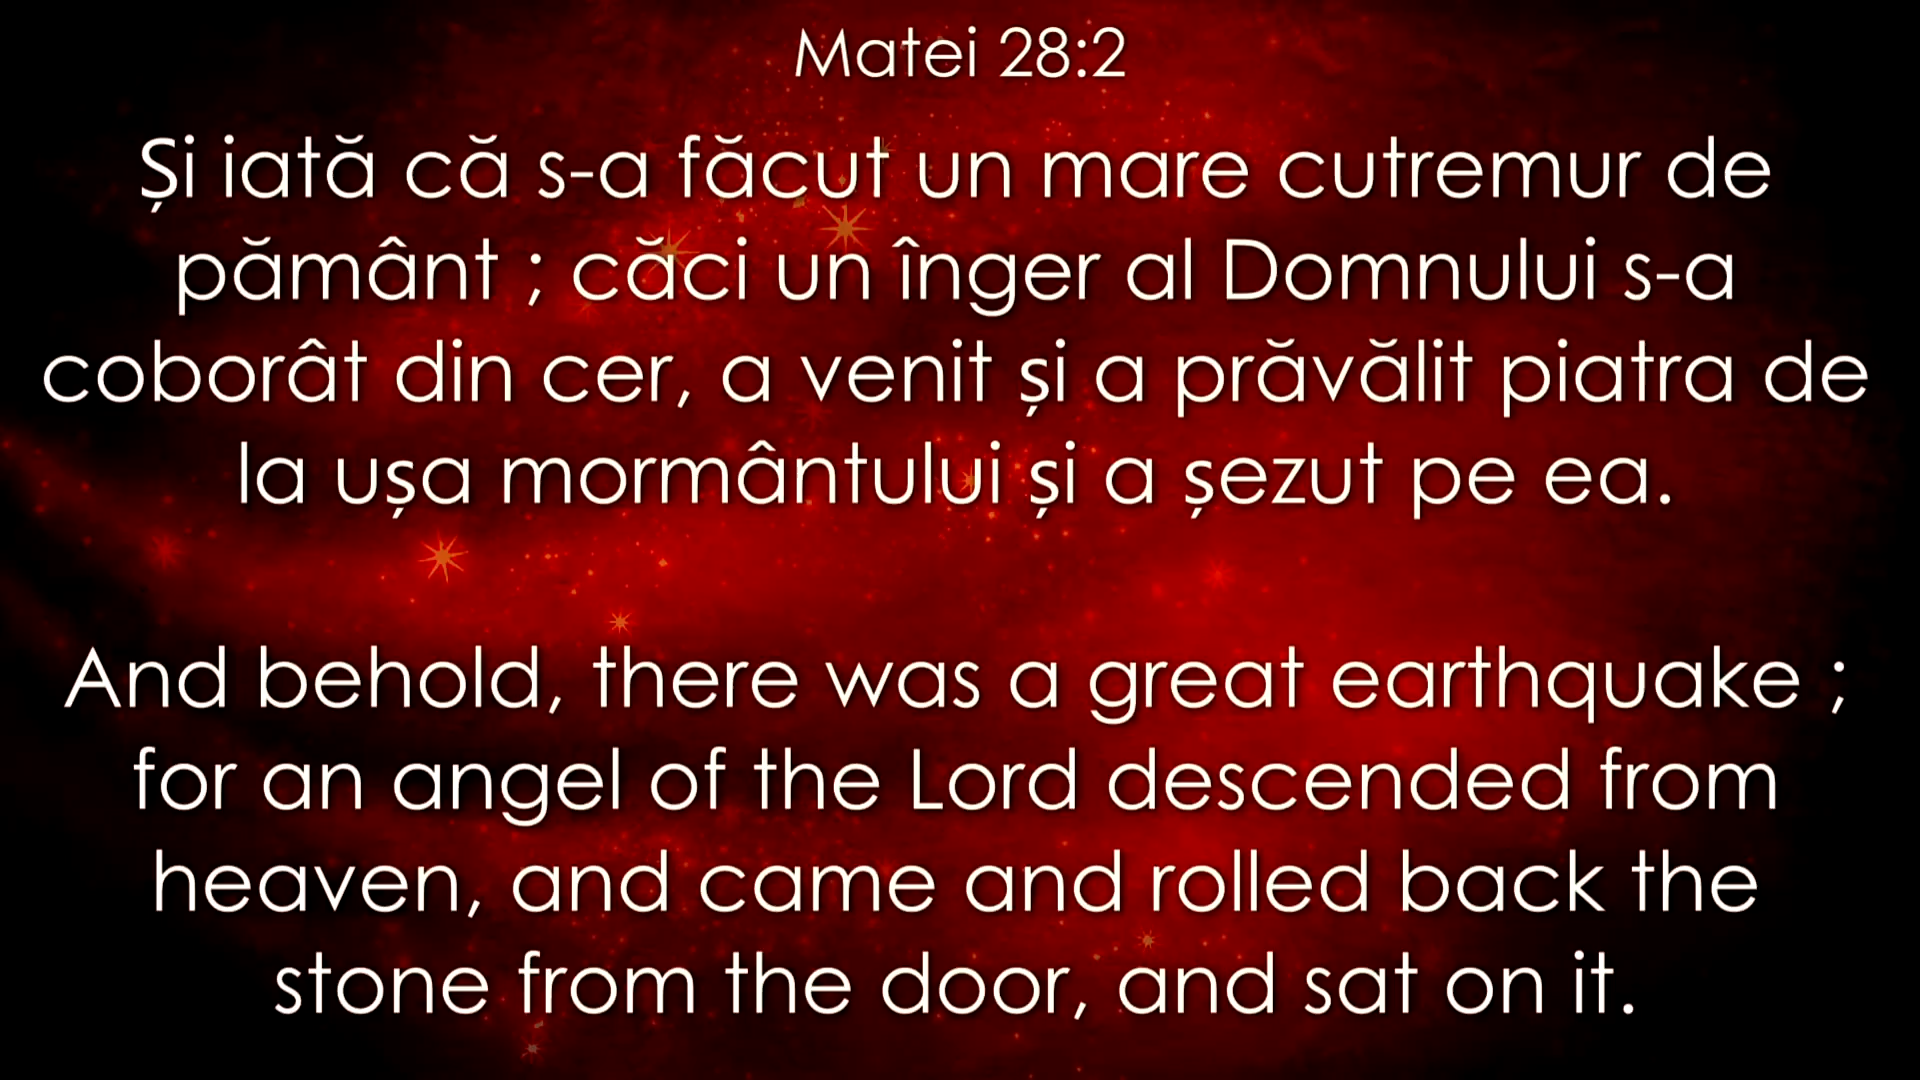 Matei 28:2
Și iată că s-a făcut un mare cutremur de
pământ ; căci un înger al Domnului s-a
coborât din cer, a venit și a prăvălit piatra de
la ușa mormântului și a șezut pe ea.
And behold, there was a great earthquake ;
for an angel of the Lord descended from
heaven, and came and rolled back the
stone from the door, and sat on it.